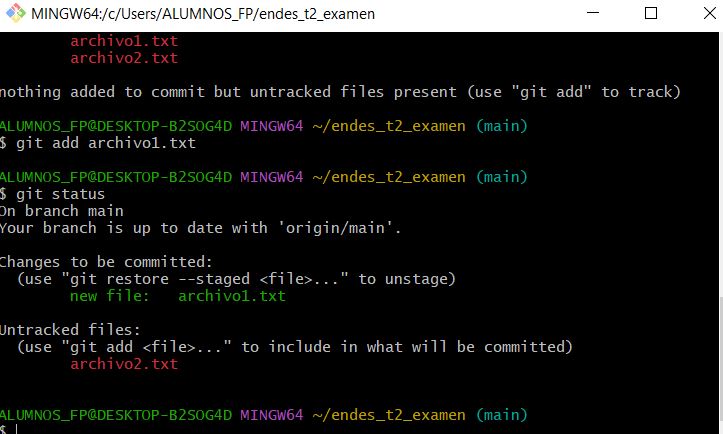 MINGW64:/c/Users/ALUMNOS_FP/endes_t2_examen
archivo1.txt
archivo2.txt
nothing added to commit but untracked files present (use "git add" to track)
ALUMNOS_FP@DESKTOP-B2SOG4D MINGW64 ~/endes_t2_examen (main)
$ git add archivo1.txt
ALUMNOS_FP@DESKTOP-B2SOG4D MINGW64 ~/endes_t2_examen (main)
$ git status
On branch main
Your branch is up to date with 'origin/main'.
Changes to be committed:
(use "git restore --staged <file>..." to unstage)
new file:   archivo1.txt
Untracked files:
(use "git add <file>..." to include in what will be committed)
archivo2.txt
ALUMNOS_FP@DESKTOP-B2SOG4D MINGW64 ~/endes_t2_examen (main)
$